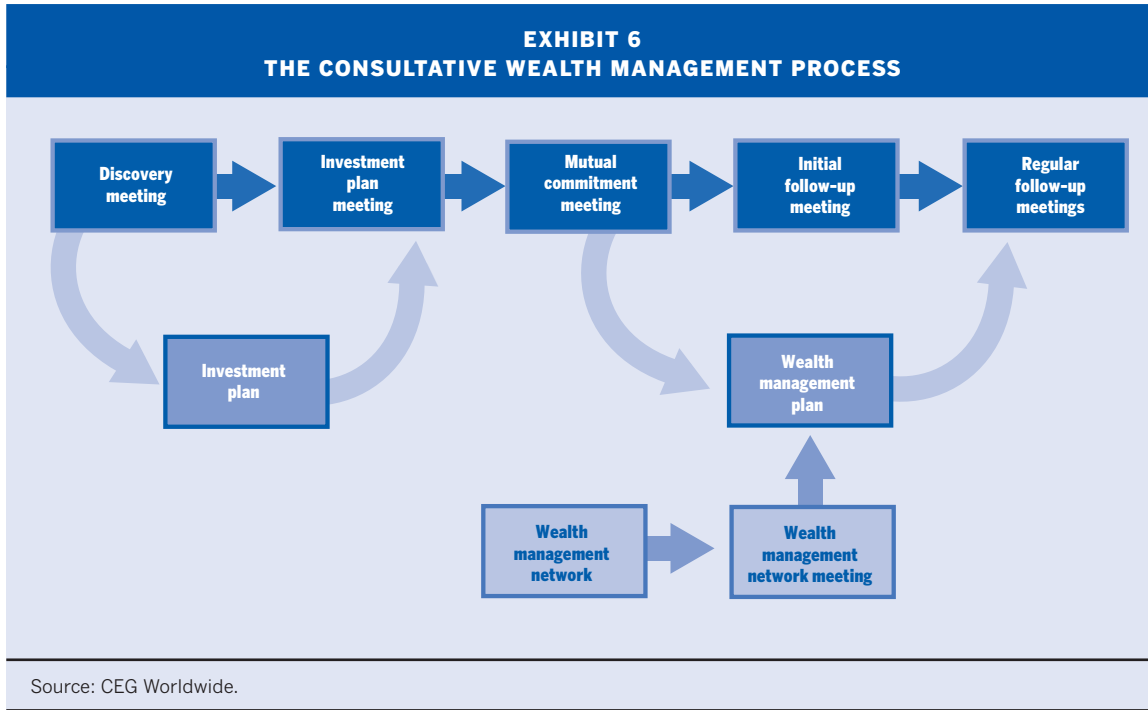 EXHIBIT 6
THE CONSULTATIVE WEALTH MANAGEMENT PROCESS
Discovery
meeting
Investment
plan
meeting
Mutual
commitment
meeting
Initial
follow-up
meeting
Regular
follow-up
meetings
Investment
plan
Wealth
management
plan
Wealth
management
network
Wealth
management
network meeting
Source: CEG Worldwide.